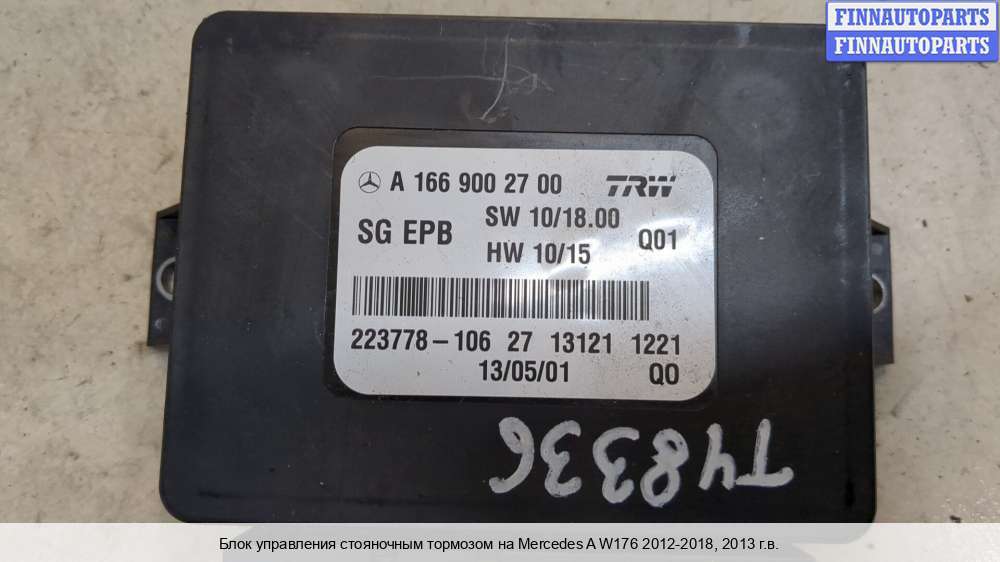 FINNAUTOPARTS
FINNAUTOPARTS
A 166 900 27 00 TRW
SG EPB SW 10/18.00 Q01
HW 10/15
223778-106 27 13121 1221
13/05/01 Q0
T48336
Блок управления стояночным тормозом на Mercedes A W176 2012-2018, 2013 г.в.